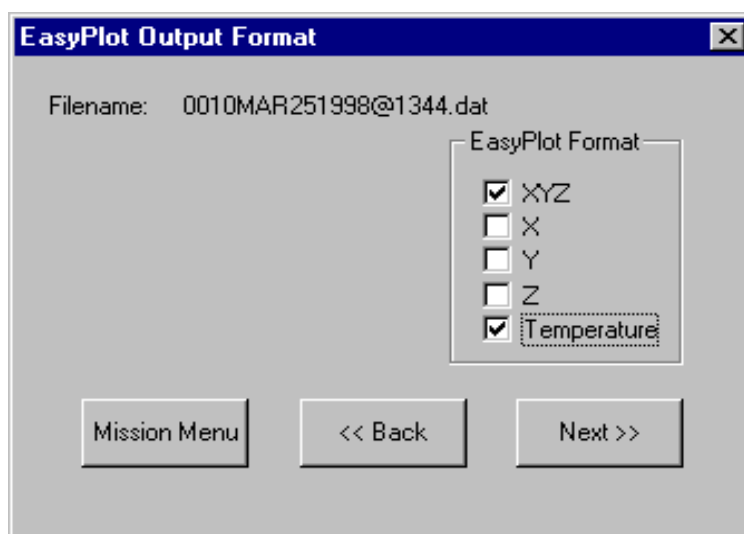 EasyPlot Output Format
Filename: 0010MAR251998@1344.dat
EasyPlot Format
XYZ
X
Y
Z
Temperature
Mission Menu
<< Back
Next >>